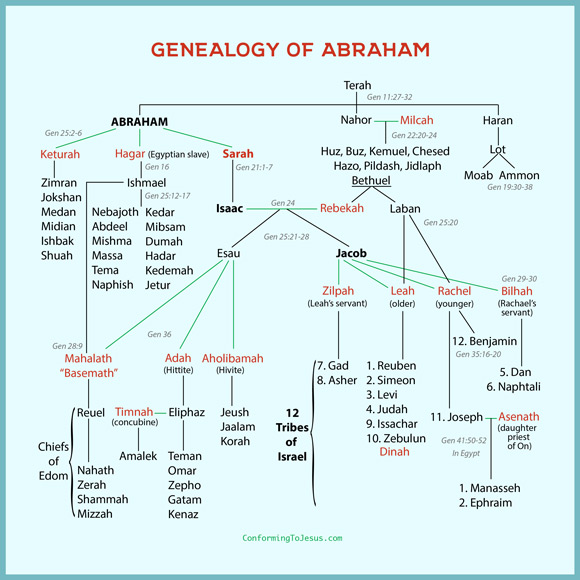 GENEALOGY OF ABRAHAM
Terah
Gen 11:27-32
ABRAHAM
Nahor
Milcah
Haran
Gen 25:2-6
Gen 22:20-24
Keturah
Hagar (Egyptian slave)
Sarah
Gen 16
Gen 21:1-7
Huz, Buz, Kemuel, Chesed
Hazo, Pildash, Jidlaph
Bethuel
Lot
Moab Ammon
Gen 19:30-38
Zimran
Jokshan
Medan
Midian
Ishbak
Shuah
Ishmael
Gen 25:12-17
Nebajoth
Abdeel
Mishma
Massa
Tema
Naphish
Kedar
Mibsam
Dumah
Hadar
Kedemah
Jetur
Isaac
Gen 24
Rebekah
Laban
Gen 25:20
Gen 25:21-28
Esau
Jacob
Gen 29-30
Zilpah
(Leah's servant)
Leah
(older)
Rachel
(younger)
Bilhah
(Rachael's
servant)
Gen 28:9
Gen 36
Mahalath
"Basemath"
Adah
(Hittite)
Aholibamah
(Hivite)
12. Benjamin
Gen 35:16-20
7. Gad
8. Asher
1. Reuben
2. Simeon
3. Levi
4. Judah
9. Issachar
10. Zebulun
Dinah
5. Dan
6. Naphtali
Reuel
Timnah
(concubine)
Eliphaz
Jeush
Jaalam
Korah
12
Tribes
of
Israel
11. Joseph
Asenath
(daughter
priest
of On)
Gen 41:50-52
In Egypt
Chiefs
of
Edom
Amalek
Nahath
Zerah
Shammah
Mizzah
Teman
Omar
Zepho
Gatam
Kenaz
1. Manasseh
2. Ephraim
ConformingToJesus.com